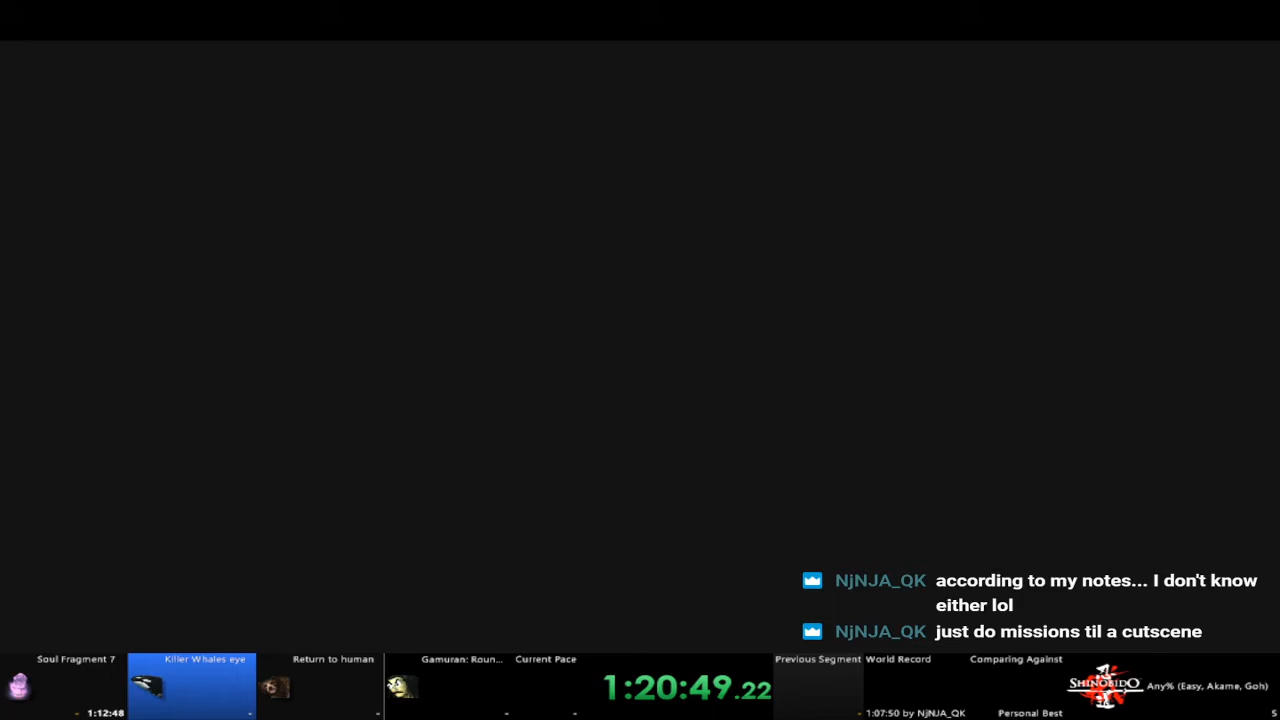 NjNJA_QK according to my notes... I don't know
either lol
NjNJA_QK just do missions til a cutscene
Soul Fragment 7
- 1:12:48
Killer Whales eye
-
Return to human
-
Gamuran: Roun...
-
Current Pace
-
1:20:49.22
Previous Segment
-
World Record
1:07:50 by NjNJA_QK
Comparing Against
Personal Best
SHINOBIDO
Any% (Easy, Akame, Goh)
S